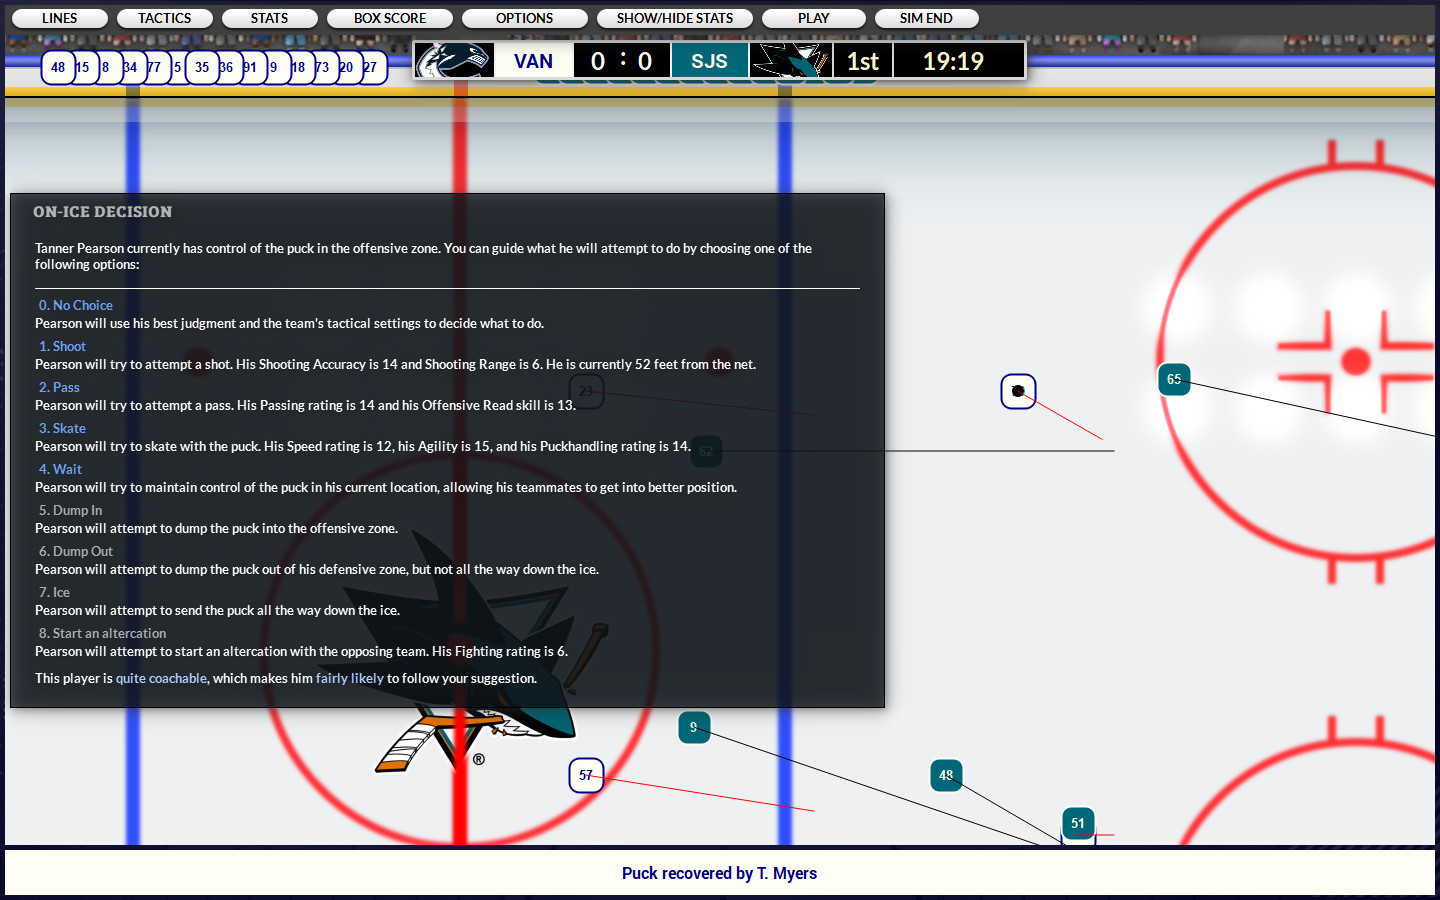 LINES TACTICS STATS BOX SCORE OPTIONS SHOW/HIDE STATS PLAY SIM END
48 15 8 34 77 5 35 36 91 9 18 73 20 27
VAN 0 : 0 SJS 1st 19:19
ON-ICE DECISION
Tanner Pearson currently has control of the puck in the offensive zone. You can guide what he will attempt to do by choosing one of the
following options:
0. No Choice
Pearson will use his best judgment and the team's tactical settings to decide what to do.
1. Shoot
Pearson will try to attempt a shot. His Shooting Accuracy is 14 and Shooting Range is 6. He is currently 52 feet from the net.
2. Pass
Pearson will try to attempt a pass. His Passing rating is 14 and his Offensive Read skill is 13.
3. Skate
Pearson will try to skate with the puck. His Speed rating is 12, his Agility is 15, and his Puckhandling rating is 14.
4. Wait
Pearson will try to maintain control of the puck in his current location, allowing his teammates to get into better position.
5. Dump In
Pearson will attempt to dump the puck into the offensive zone.
6. Dump Out
Pearson will attempt to dump the puck out of his defensive zone, but not all the way down the ice.
7. Ice
Pearson will attempt to send the puck all the way down the ice.
8. Start an altercation
Pearson will attempt to start an altercation with the opposing team. His Fighting rating is 6.
This player is quite coachable, which makes him fairly likely to follow your suggestion.
23
62
65
9
57
48
51
®
Puck recovered by T. Myers